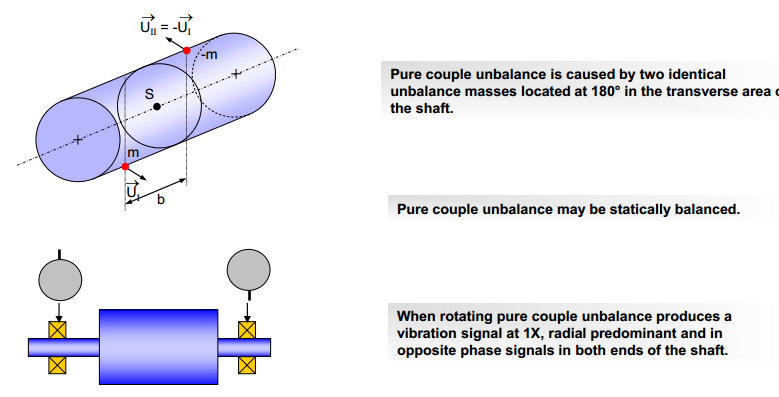 U⃗II = -U⃗I
-m
S
m
U⃗I
b
Pure couple unbalance is caused by two identical
unbalance masses located at 180° in the transverse area
the shaft.
Pure couple unbalance may be statically balanced.
When rotating pure couple unbalance produces a
vibration signal at 1X, radial predominant and in
opposite phase signals in both ends of the shaft.